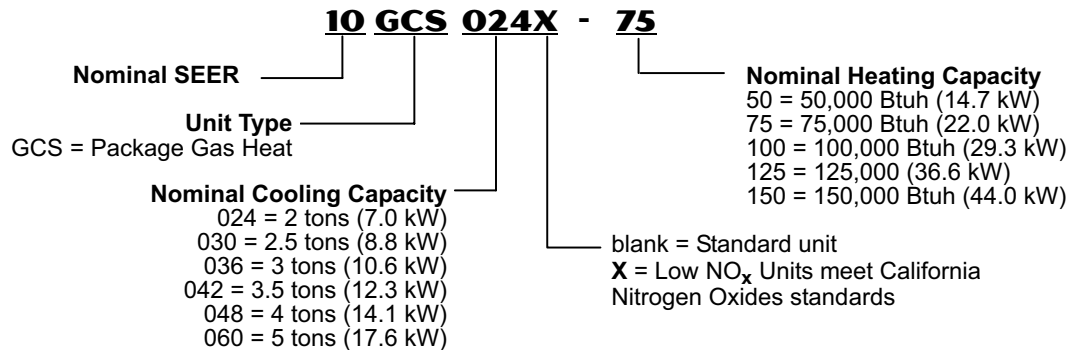 10 GCS 024X - 75
Nominal SEER
Unit Type
GCS = Package Gas Heat
Nominal Cooling Capacity
024 = 2 tons (7.0 kW)
030 = 2.5 tons (8.8 kW)
036 = 3 tons (10.6 kW)
042 = 3.5 tons (12.3 kW)
048 = 4 tons (14.1 kW)
060 = 5 tons (17.6 kW)
Nominal Heating Capacity
50 = 50,000 Btuh (14.7 kW)
75 = 75,000 Btuh (22.0 kW)
100 = 100,000 Btuh (29.3 kW)
125 = 125,000 (36.6 kW)
150 = 150,000 Btuh (44.0 kW)
blank = Standard unit
X = Low NOx Units meet California
Nitrogen Oxides standards